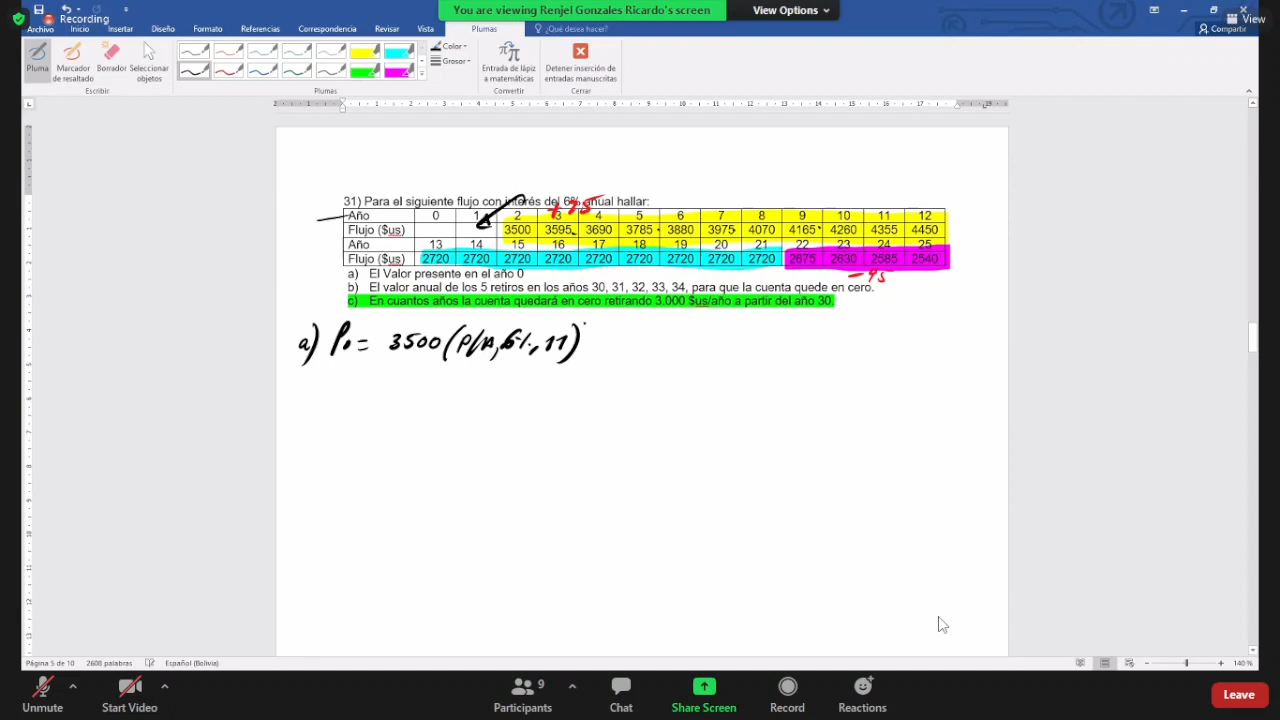 You are viewing Renjel Gonzales Ricardo's screen
View Options
Recording
View
Archivo Inicio Insertar Diseño Formato Referencias Correspondencia Revisar Vista Plumas ¿Qué desea hacer? Compartir
Pluma Marcador de resaltado Borrador Seleccionar objetos
Color
Grosor
Entrada de lápiz a matemáticas
Detener inserción de entradas manuscritas
Escribir Plumas Convertir Cerrar
31) Para el siguiente flujo con interés del 6% anual hallar:
+95
Año 0 1 2 3 4 5 6 7 8 9 10 11 12
Flujo ($us) 3500 3595 3690 3785 3880 3975 4070 4165 4260 4355 4450
Año 13 14 15 16 17 18 19 20 21 22 23 24 25
Flujo ($us) 2720 2720 2720 2720 2720 2720 2720 2720 2720 2675 2630 2585 2540
-45
a) El Valor presente en el año 0
b) El valor anual de los 5 retiros en los años 30, 31, 32, 33, 34, para que la cuenta quede en cero.
c) En cuantos años la cuenta quedará en cero retirando 3.000 $us/año a partir del año 30.
a) P0 = 3500 (P/A, 6%, 11)
Página 5 de 10 2608 palabras Español (Bolivia) 140 %
Unmute Start Video Participants 9 Chat Share Screen Record Reactions Leave